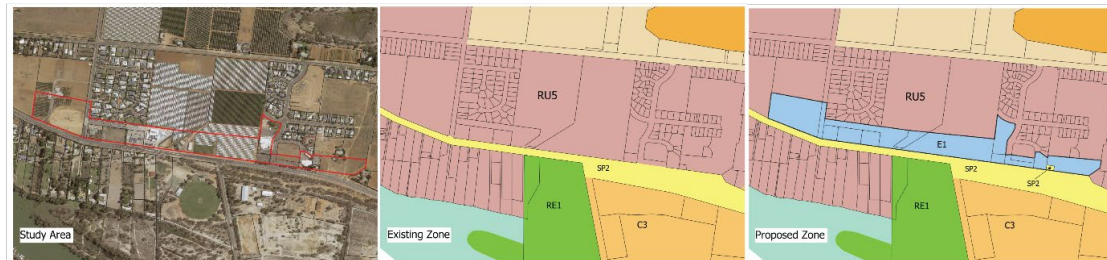 Study Area
RU5
SP2
RE1
C3
Existing Zone
RU5
E1
SP2
SP2
RE1
C3
Proposed Zone